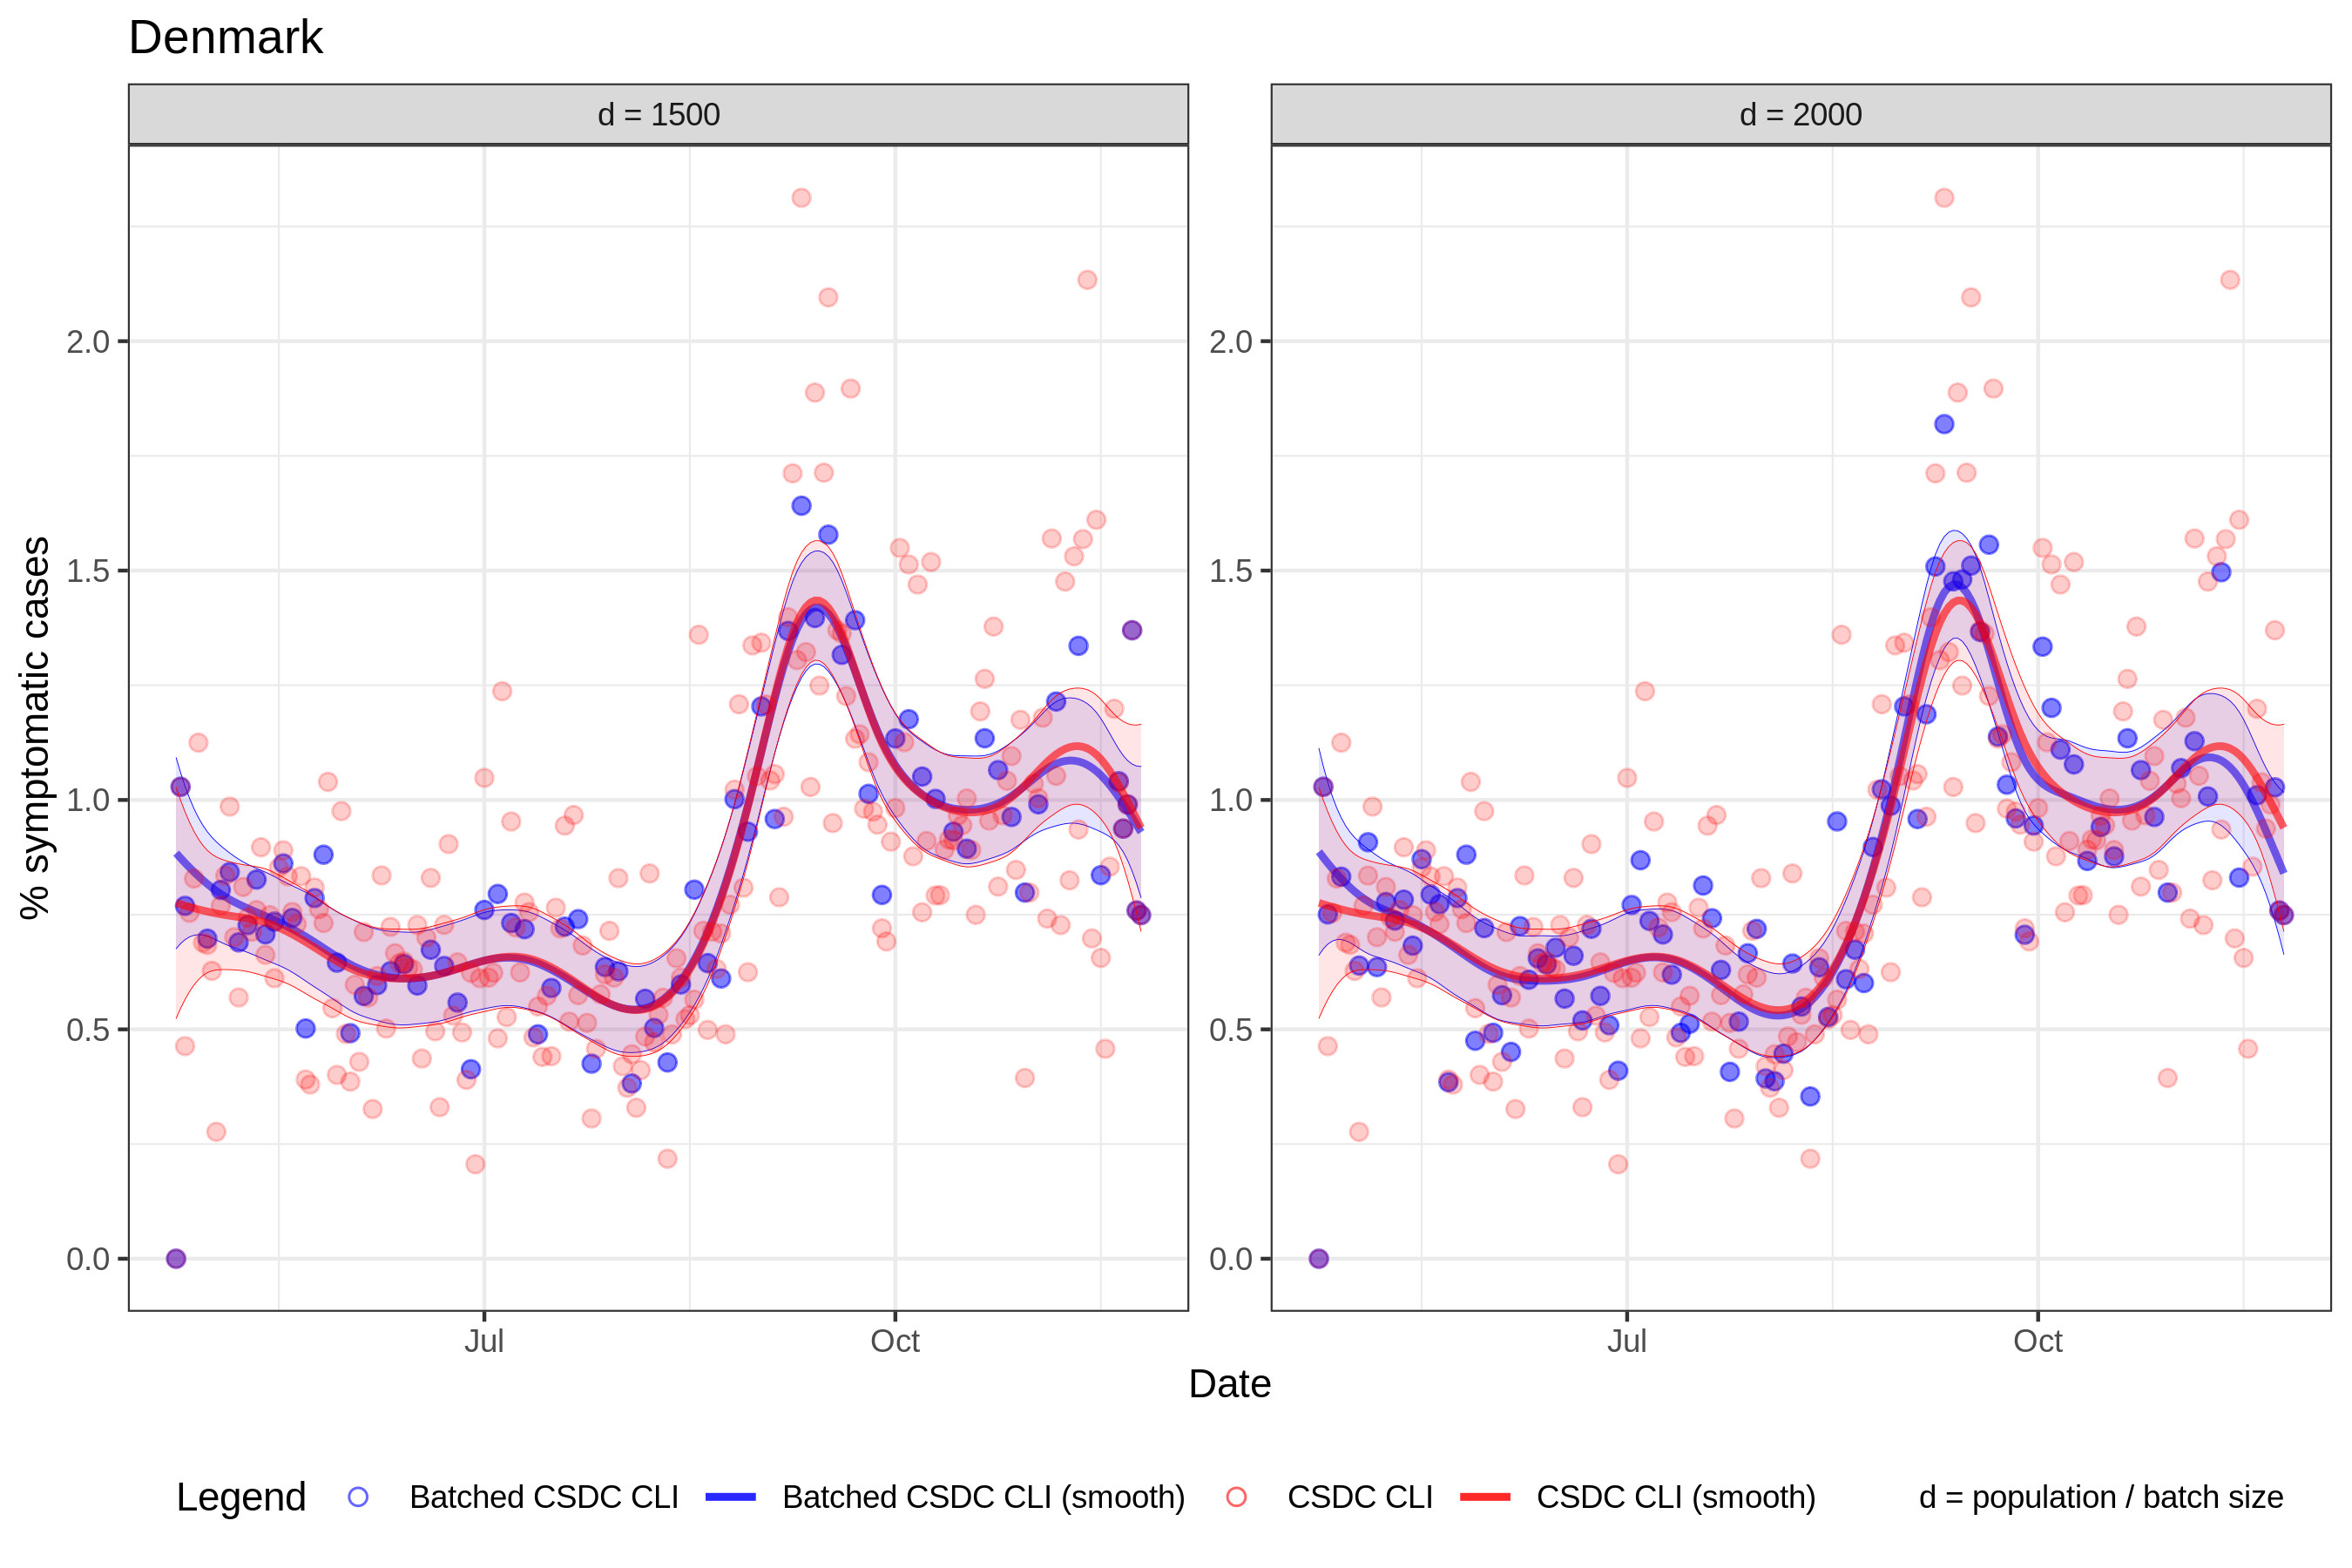 Denmark
d = 1500
d = 2000
% symptomatic cases
2.0
1.5
1.0
0.5
0.0
2.0
1.5
1.0
0.5
0.0
Jul
Oct
Jul
Oct
Date
Legend
Batched CSDC CLI
Batched CSDC CLI (smooth)
CSDC CLI
CSDC CLI (smooth)
d = population / batch size